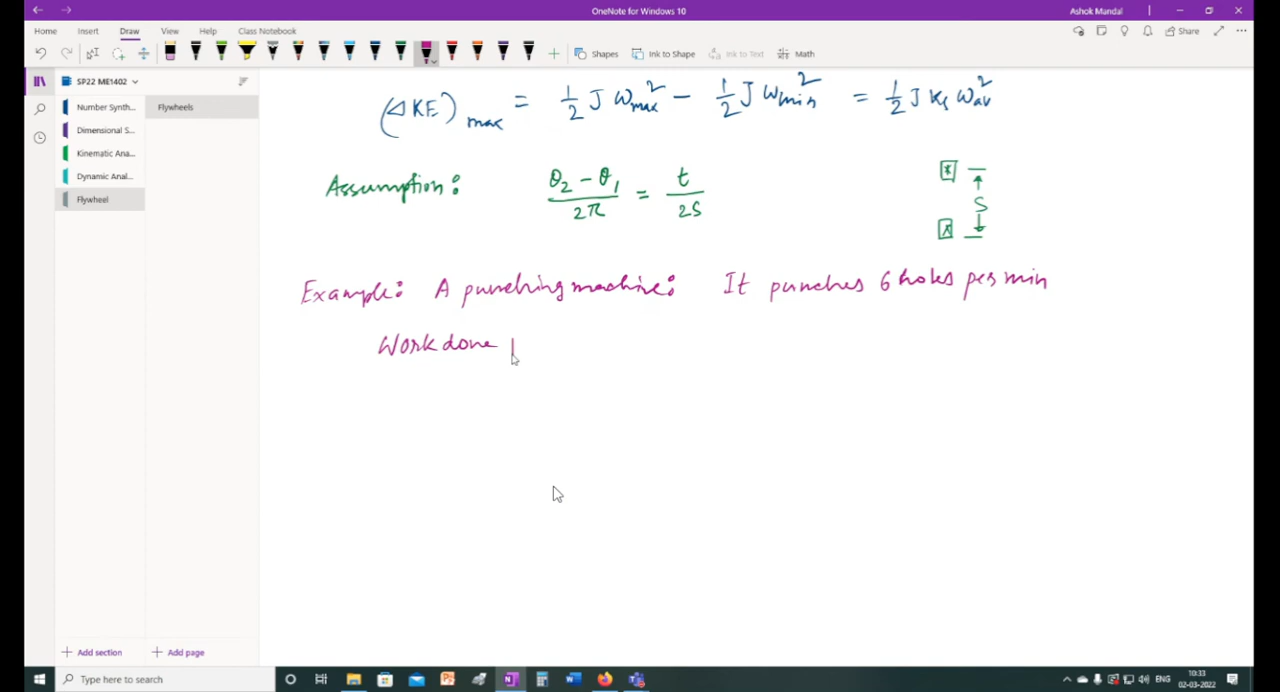 OneNote for Windows 10
Ashok Mandal
Home Insert Draw View Help Class Notebook
Share
Shapes Ink to Shape Ink to Text Math
SP22 ME1402
Number Synth...
Dimensional S...
Kinematic Ana...
Dynamic Anal...
Flywheel
Flywheels
(ΔKE)max = 1/2 J ωmax² - 1/2 J ωmin² = 1/2 J Ks ωav²
Assumption: (θ2 - θ1)/2π = t/2S
S
Example: A punching machine: It punches 6 holes per min
Work done
Add section Add page
Type here to search
ENG
10:33
02-03-2022